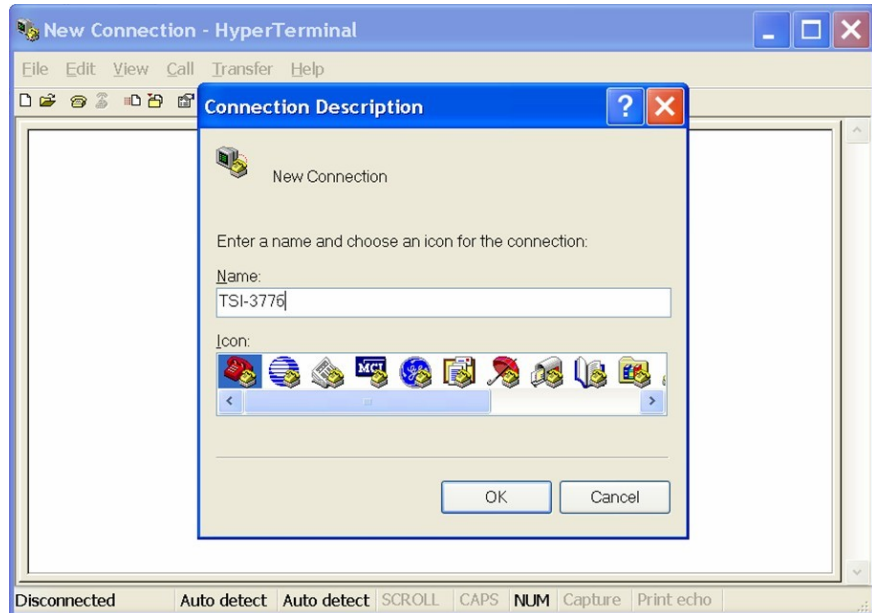 New Connection - HyperTerminal
File Edit View Call Transfer Help
Connection Description
?
New Connection
Enter a name and choose an icon for the connection:
Name:
TSI-3776
Icon:
MCI
OK Cancel
Disconnected Auto detect Auto detect SCROLL CAPS NUM Capture Print echo